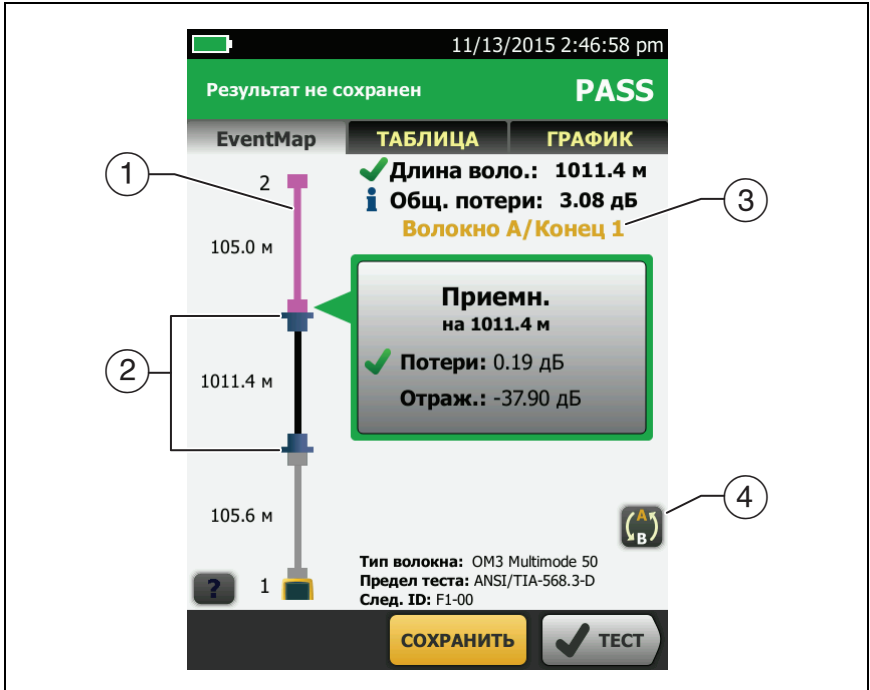 11/13/2015 2:46:58 pm
Результат не сохранен PASS
EventMap ТАБЛИЦА ГРАФИК
Длина воло.: 1011.4 м
Общ. потери: 3.08 дБ
Волокно А/Конец 1
1
2
3
2
105.0 м
1011.4 м
105.6 м
1
Приемн.
на 1011.4 м
Потери: 0.19 дБ
Отраж.: -37.90 дБ
4
A
B
Тип волокна: OM3 Multimode 50
Предел теста: ANSI/TIA-568.3-D
След. ID: F1-00
?
СОХРАНИТЬ ТЕСТ